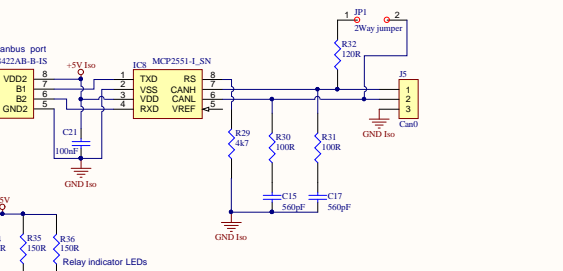 JP1
1 2
2Way jumper
R32
120R
anbus port
422AB-B-IS
+5V Iso
IC8 MCP2551-I_SN
VDD2 8
B1 7
B2 6
GND2 5
1 TXD
2 VSS
3 VDD
4 RXD
RS 8
CANH 7
CANL 6
VREF 5
J5
1
2
3
Can0
GND Iso
C21
100nF
GND Iso
R29
4k7
R30
100R
R31
100R
C15
560pF
C17
560pF
GND Iso
5V
R
R35
150R
R36
150R
Relay indicator LEDs